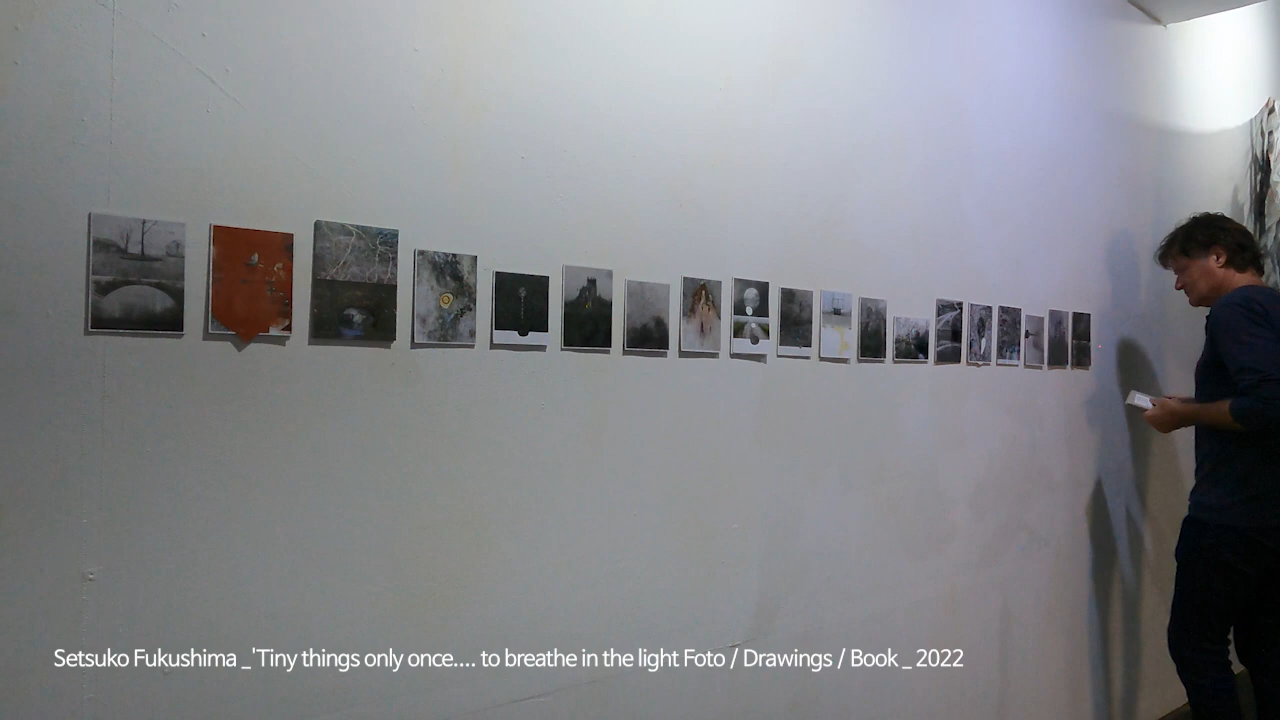 Setsuko Fukushima _'Tiny things only once.... to breathe in the light Foto / Drawings / Book _ 2022